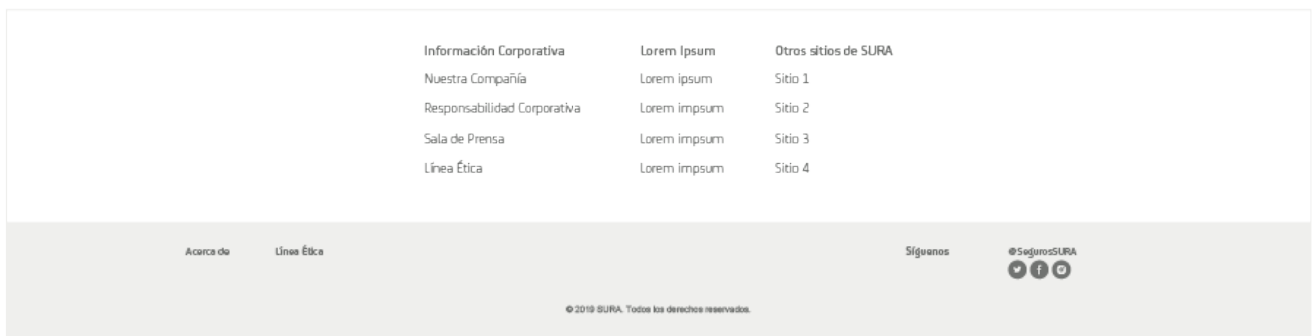 Información Corporativa Lorem Ipsum Otros sitios de SURA
Nuestra Compañía Lorem ipsum Sitio 1
Responsabilidad Corporativa Lorem impsum Sitio 2
Sala de Prensa Lorem impsum Sitio 3
Línea Ética Lorem impsum Sitio 4
Acerca de Línea Ética Síguenos @SegurosSURA
© 2019 SURA. Todos los derechos reservados.